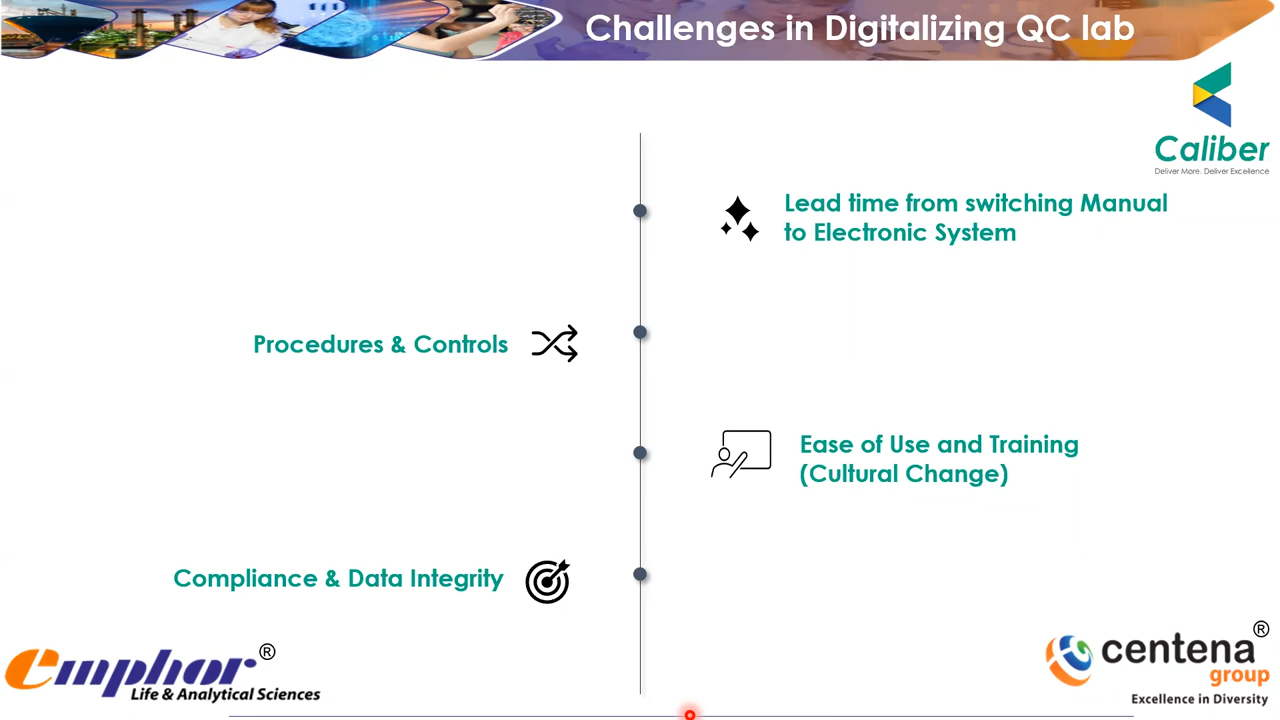 Challenges in Digitalizing QC lab
Caliber
Deliver More. Deliver Excellence
Lead time from switching Manual
to Electronic System
Procedures & Controls
Ease of Use and Training
(Cultural Change)
Compliance & Data Integrity
Emphor®
Life & Analytical Sciences
centena®
group
Excellence in Diversity